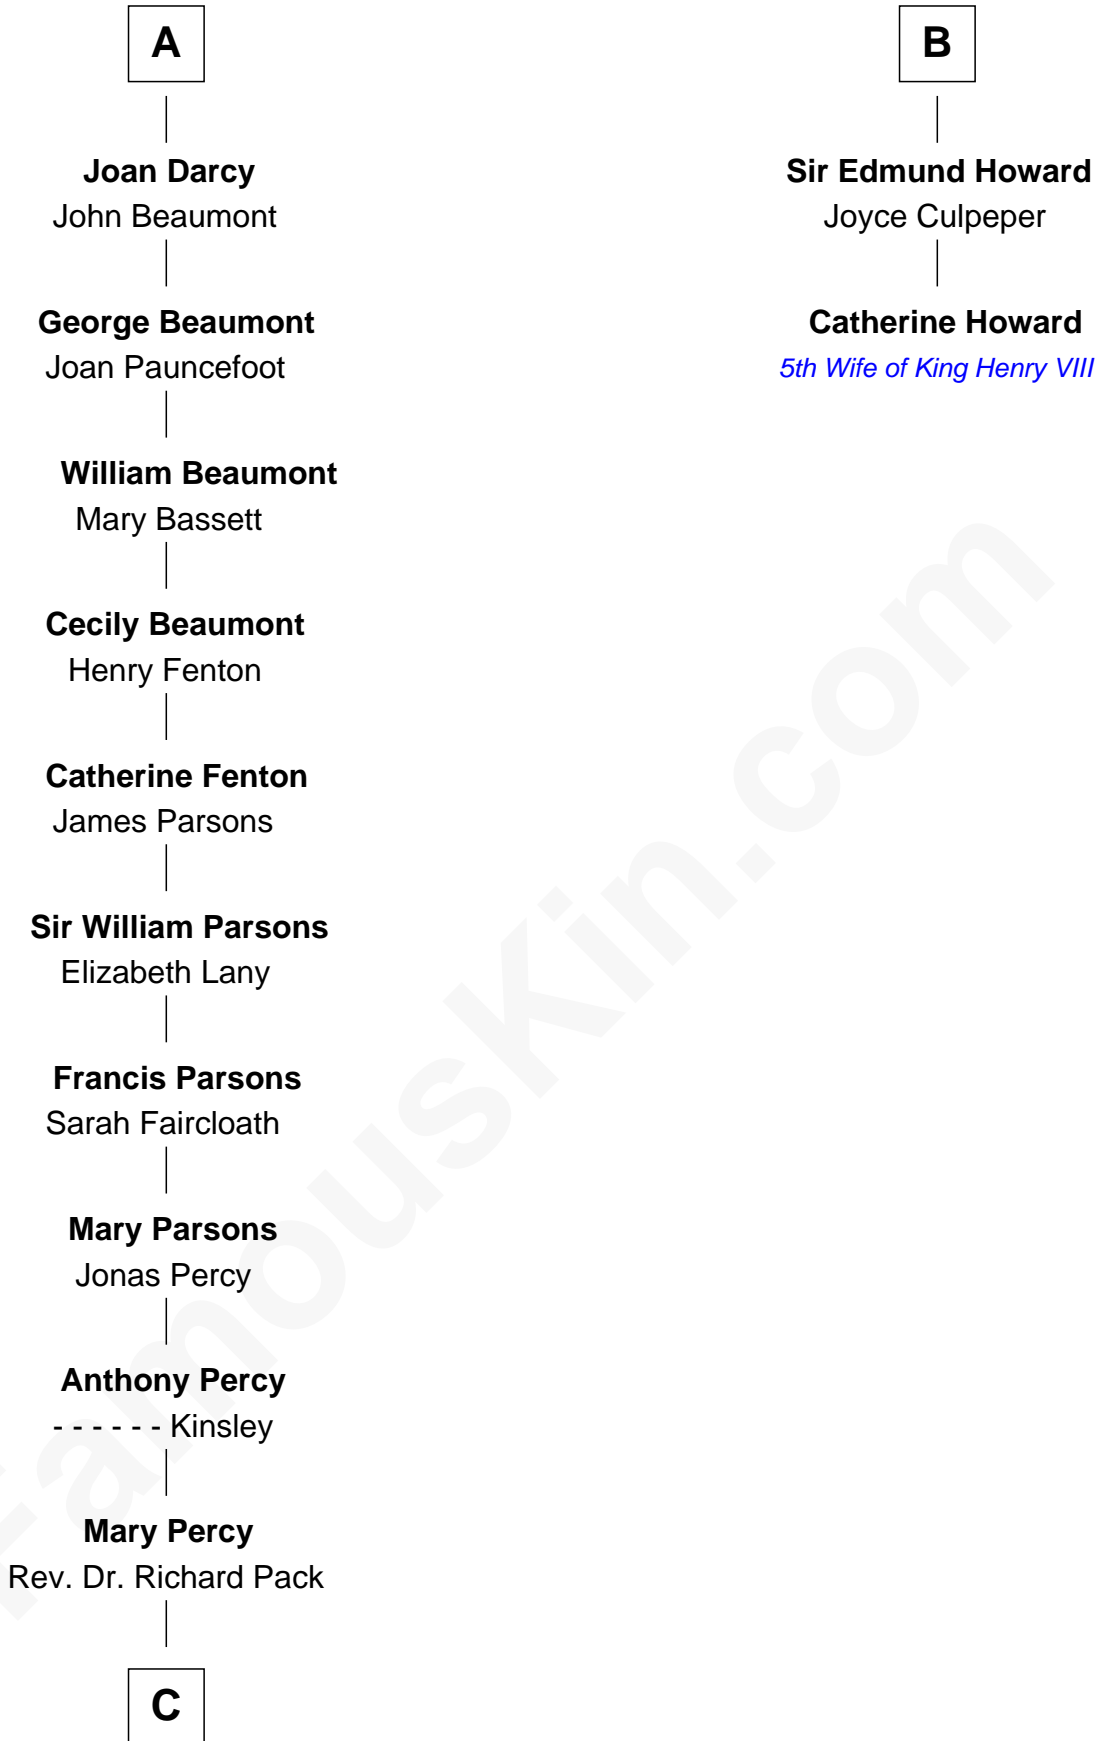 A
Joan Darcy
John Beaumont
George Beaumont
Joan Pauncefoot
William Beaumont
Mary Bassett
Cecily Beaumont
Henry Fenton
Catherine Fenton
James Parsons
Sir William Parsons
Elizabeth Lany
Francis Parsons
Sarah Faircloath
Mary Parsons
Jonas Percy
Anthony Percy
- - - - - - Kinsley
Mary Percy
Rev. Dr. Richard Pack
C
B
Sir Edmund Howard
Joyce Culpeper
Catherine Howard
5th Wife of King Henry VIII
FamousKin.com